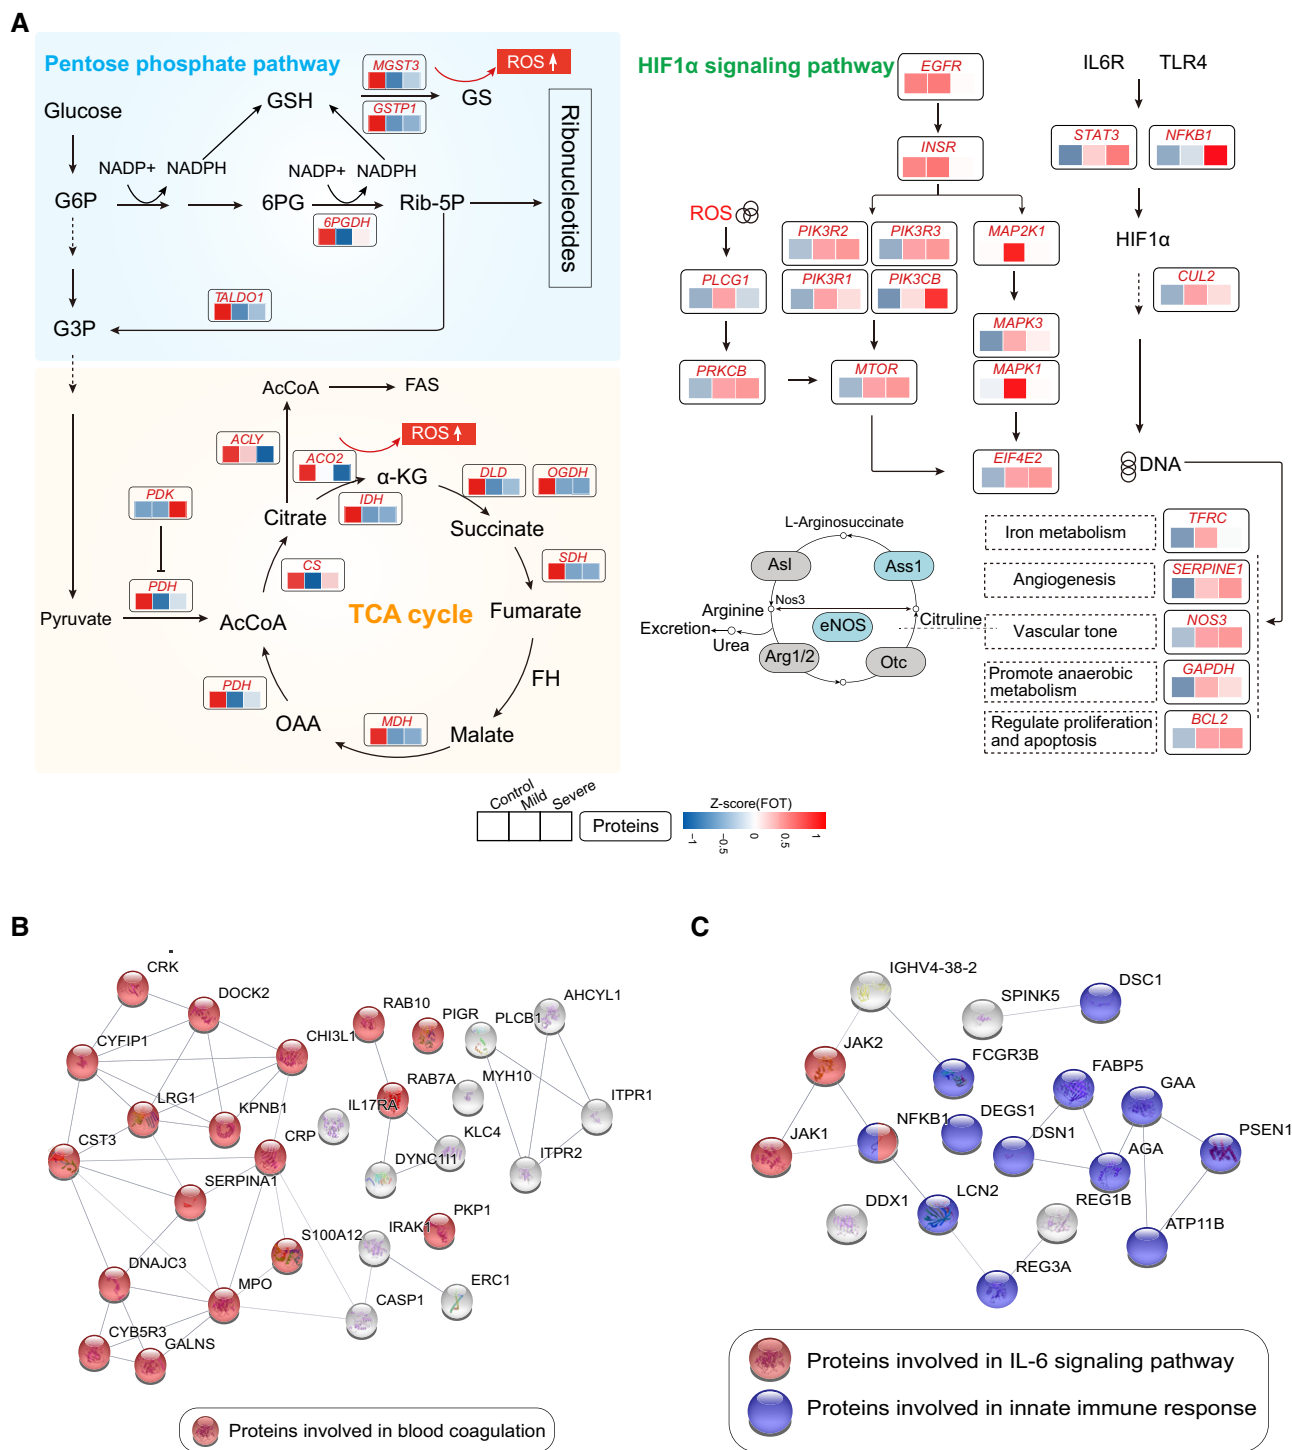 A
Pentose phosphate pathway
MGST3
ROS
GSH
GS
GSTP1
Glucose
NADP+
NADPH
NADP+
NADPH
G6P
6PG
Rib-5P
Ribonucleotides
6PGDH
TALDO1
G3P
AcCoA
FAS
ACLY
ROS
ACO2
α-KG
DLD
OGDH
PDK
IDH
Citrate
Succinate
CS
SDH
PDH
Pyruvate
AcCoA
TCA cycle
Fumarate
PDH
FH
OAA
MDH
Malate
HIF1α signaling pathway
EGFR
IL6R
TLR4
STAT3
NFKB1
INSR
ROS
PIK3R2
PIK3R3
MAP2K1
HIF1α
PLCG1
PIK3R1
PIK3CB
CUL2
MAPK3
PRKCB
MTOR
MAPK1
EIF4E2
DNA
L-Arginosuccinate
Asl
Ass1
Nos3
Arginine
Citruline
Excretion
Urea
eNOS
Arg1/2
Otc
Iron metabolism
TFRC
Angiogenesis
SERPINE1
Vascular tone
NOS3
Promote anaerobic
metabolism
GAPDH
Regulate proliferation
and apoptosis
BCL2
Control
Mild
Severe
Proteins
Z-score(FOT)
−1
−0.5
0
0.5
1
B
CRK
DOCK2
RAB10
PIGR
PLCB1
AHCYL1
CYFIP1
CHI3L1
RAB7A
MYH10
ITPR1
LRG1
KPNB1
IL17RA
CST3
CRP
KLC4
DYNC1I1
ITPR2
SERPINA1
PKP1
S100A12
IRAK1
DNAJC3
MPO
ERC1
CASP1
CYB5R3
GALNS
Proteins involved in blood coagulation
C
IGHV4-38-2
SPINK5
DSC1
JAK2
FCGR3B
FABP5
GAA
NFKB1
DEGS1
JAK1
DSN1
AGA
PSEN1
DDX1
LCN2
REG1B
ATP11B
REG3A
Proteins involved in IL-6 signaling pathway
Proteins involved in innate immune response